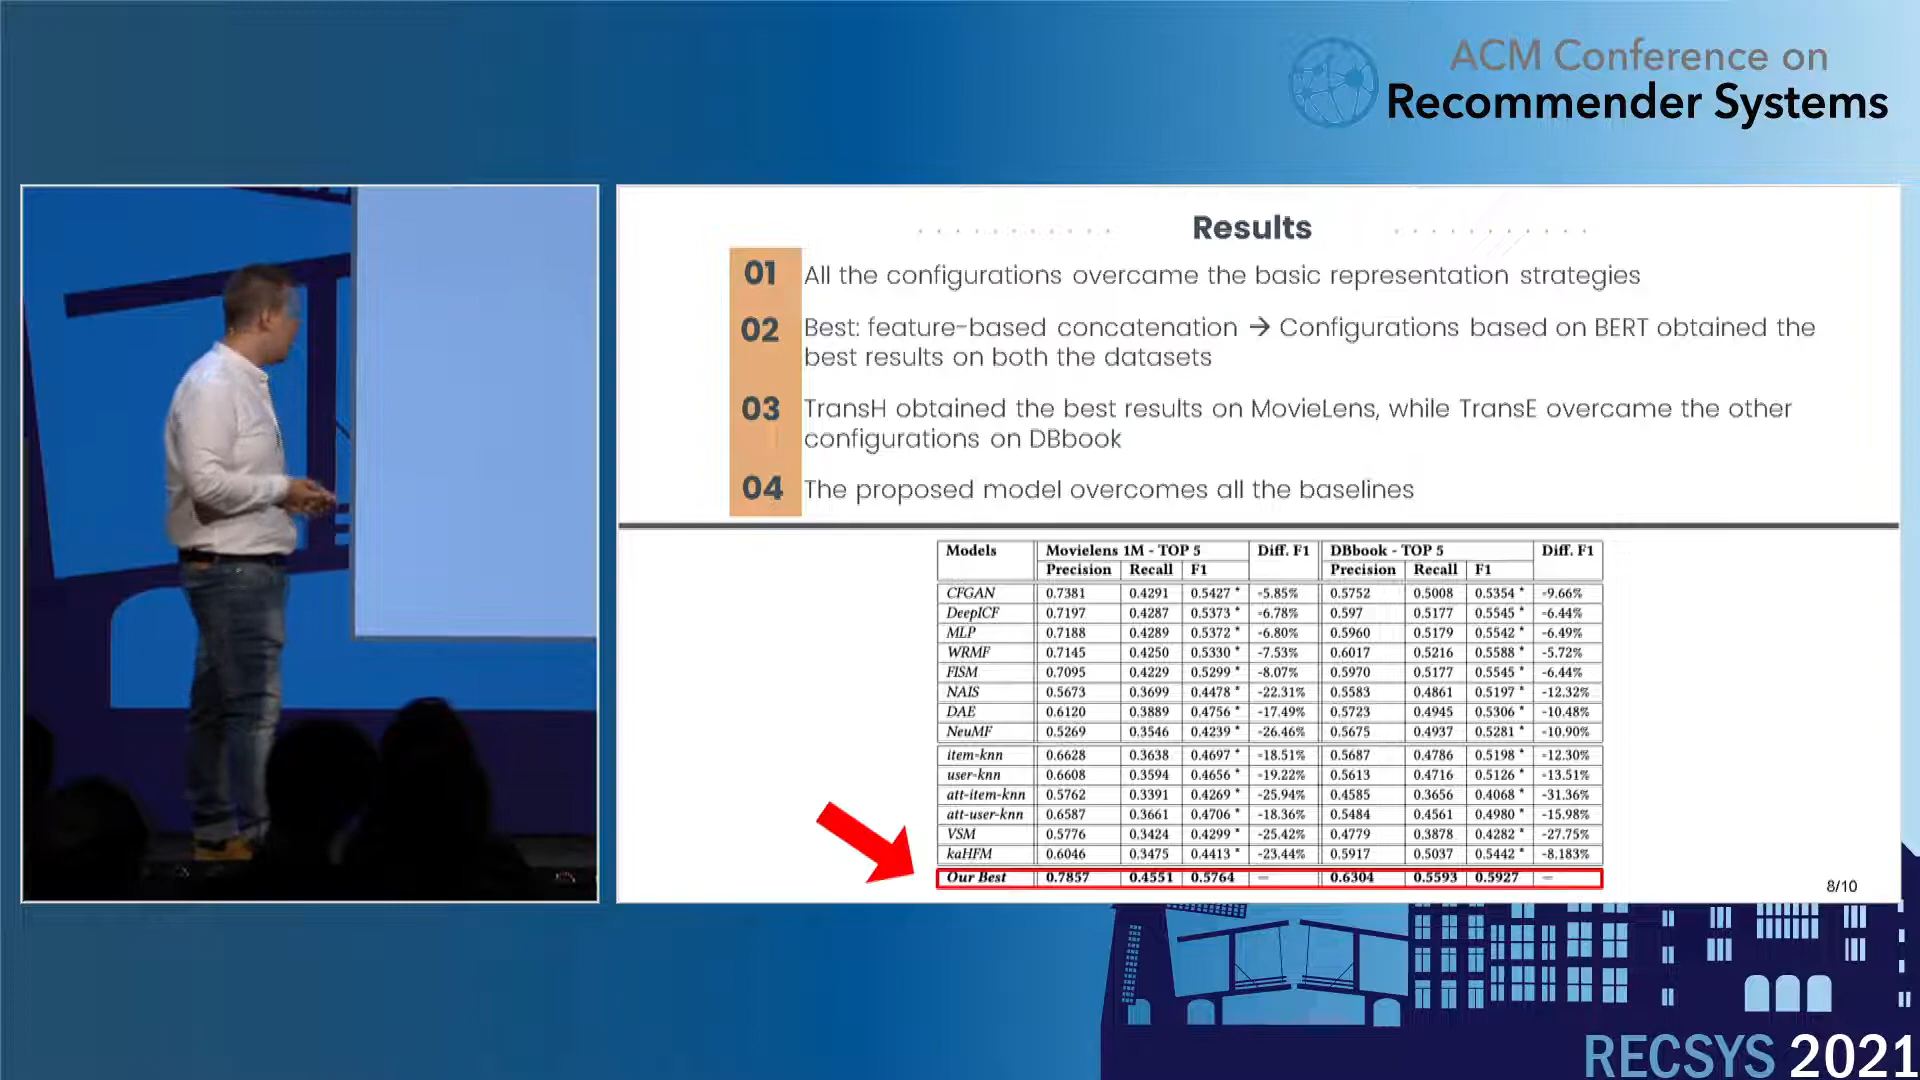 ACM Conference on
Recommender Systems
Results
01 All the configurations overcame the basic representation strategies
02 Best: feature-based concatenation → Configurations based on BERT obtained the
best results on both the datasets
03 TransH obtained the best results on MovieLens, while TransE overcame the other
configurations on DBbook
04 The proposed model overcomes all the baselines
Models Movielens 1M - TOP 5 Diff. F1 DBbook - TOP 5 Diff. F1
Precision Recall F1 Precision Recall F1
CFGAN 0.7381 0.4291 0.5427 * -5.85% 0.5752 0.5008 0.5354 * -9.66%
DeepICF 0.7197 0.4287 0.5373 * -6.78% 0.597 0.5177 0.5545 * -6.44%
MLP 0.7188 0.4289 0.5372 * -6.80% 0.5960 0.5179 0.5542 * -6.49%
WRMF 0.7145 0.4250 0.5330 * -7.53% 0.6017 0.5216 0.5588 * -5.72%
FISM 0.7095 0.4229 0.5299 * -8.07% 0.5970 0.5177 0.5545 * -6.44%
NAIS 0.5673 0.3699 0.4478 * -22.31% 0.5583 0.4861 0.5197 * -12.32%
DAE 0.6120 0.3889 0.4756 * -17.49% 0.5723 0.4945 0.5306 * -10.48%
NeuMF 0.5269 0.3546 0.4239 * -26.46% 0.5675 0.4937 0.5281 * -10.90%
item-knn 0.6628 0.3638 0.4697 * -18.51% 0.5687 0.4786 0.5198 * -12.30%
user-knn 0.6608 0.3594 0.4656 * -19.22% 0.5613 0.4716 0.5126 * -13.51%
att-item-knn 0.5762 0.3391 0.4269 * -25.94% 0.4585 0.3656 0.4068 * -31.36%
att-user-knn 0.6587 0.3661 0.4706 * -18.36% 0.5484 0.4561 0.4980 * -15.98%
VSM 0.5776 0.3424 0.4299 * -25.42% 0.4779 0.3878 0.4282 * -27.75%
kaHFM 0.6046 0.3475 0.4413 * -23.44% 0.5917 0.5037 0.5442 * -8.183%
Our Best 0.7857 0.4551 0.5764 — 0.6304 0.5593 0.5927 —
8/10
RECSYS 2021